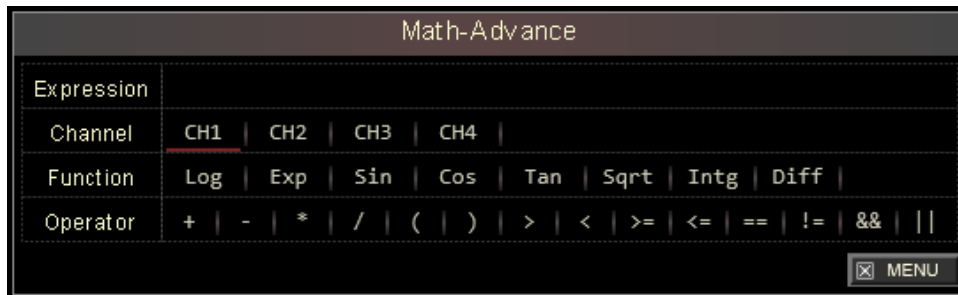 Math-Advance
Expression
Channel CH1 CH2 CH3 CH4
Function Log Exp Sin Cos Tan Sqrt Intg Diff
Operator + - * / ( ) > < >= <= == != && ||
MENU